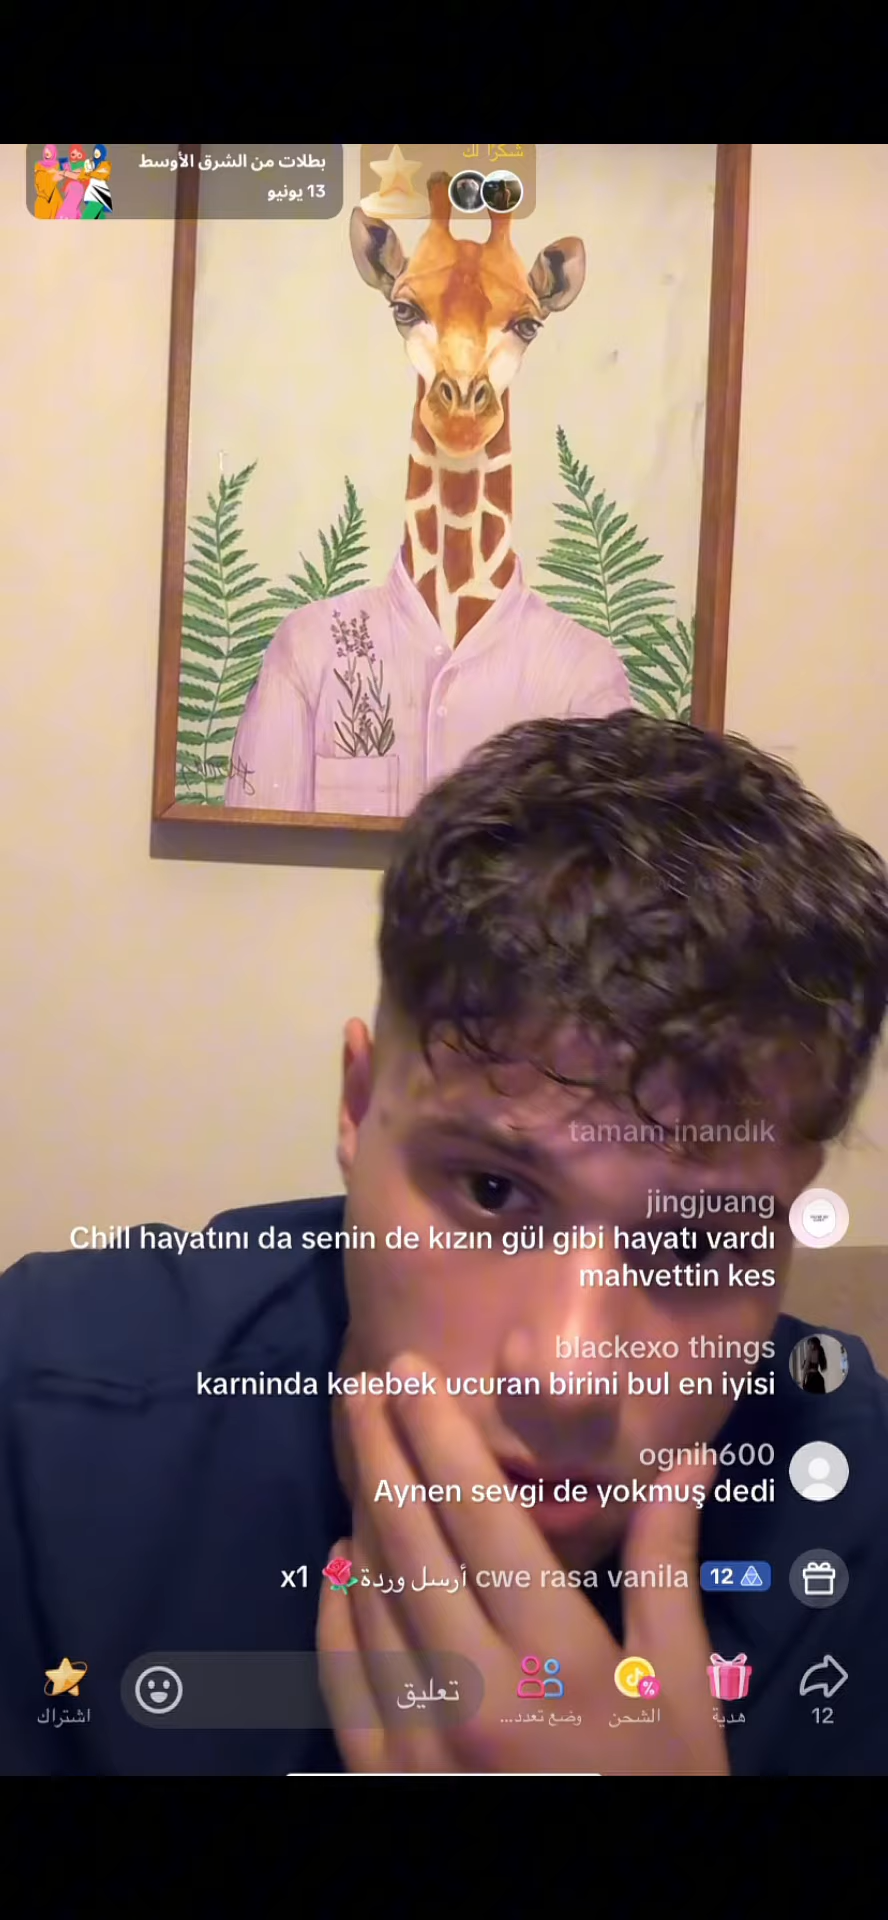 شكرًا لك
بطلات من الشرق الأوسط
13 يونيو
tamam inandık
jingjuang
Chill hayatını da senin de kızın gül gibi hayatı vardı
mahvettin kes
blackexo things
karninda kelebek ucuran birini bul en iyisi
ognih600
Aynen sevgi de yokmuş dedi
12 cwe rasa vanila أرسل وردة x1
تعليق
اشتراك
وضع تعدد...
الشحن
هدية
12